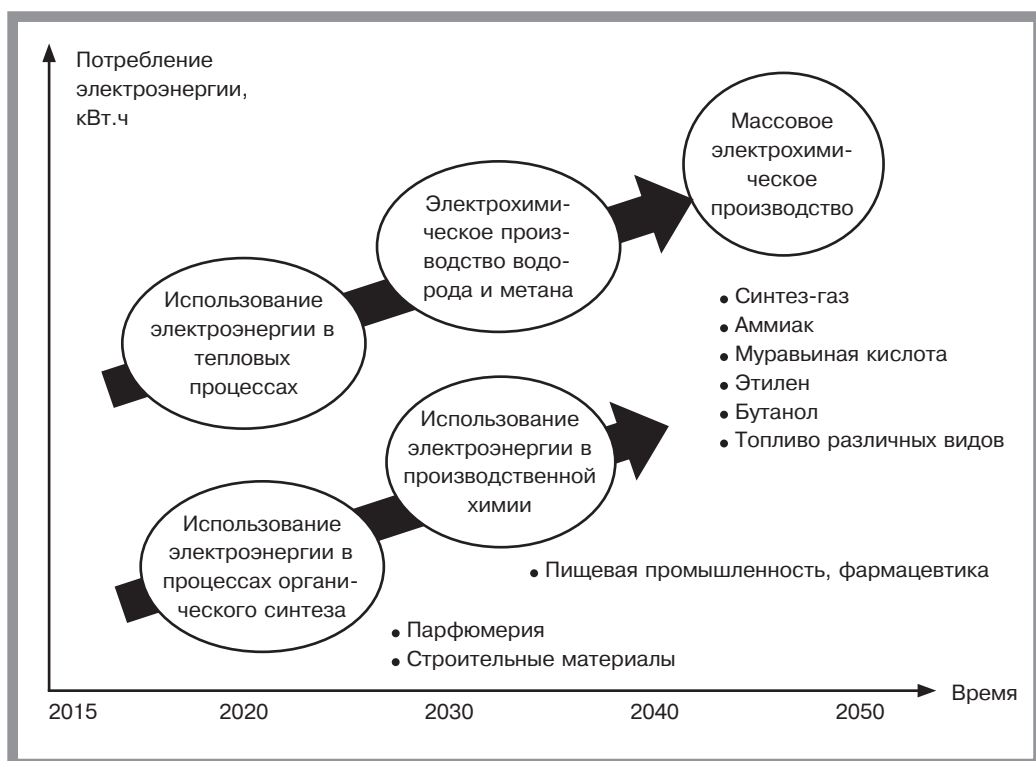 Потребление
электроэнергии,
кВт.ч
Массовое
электрохими-
ческое
производство
Электрохими-
ческое произ-
водство водо-
рода и метана
Использование
электроэнергии в
тепловых
процессах
• Синтез-газ
• Аммиак
• Муравьиная кислота
• Этилен
• Бутанол
• Топливо различных видов
Использование
электроэнергии в
производственной
химии
Использование
электроэнергии в
процессах органи-
ческого синтеза
• Пищевая промышленность, фармацевтика
• Парфюмерия
• Строительные материалы
Время
2015 2020 2030 2040 2050